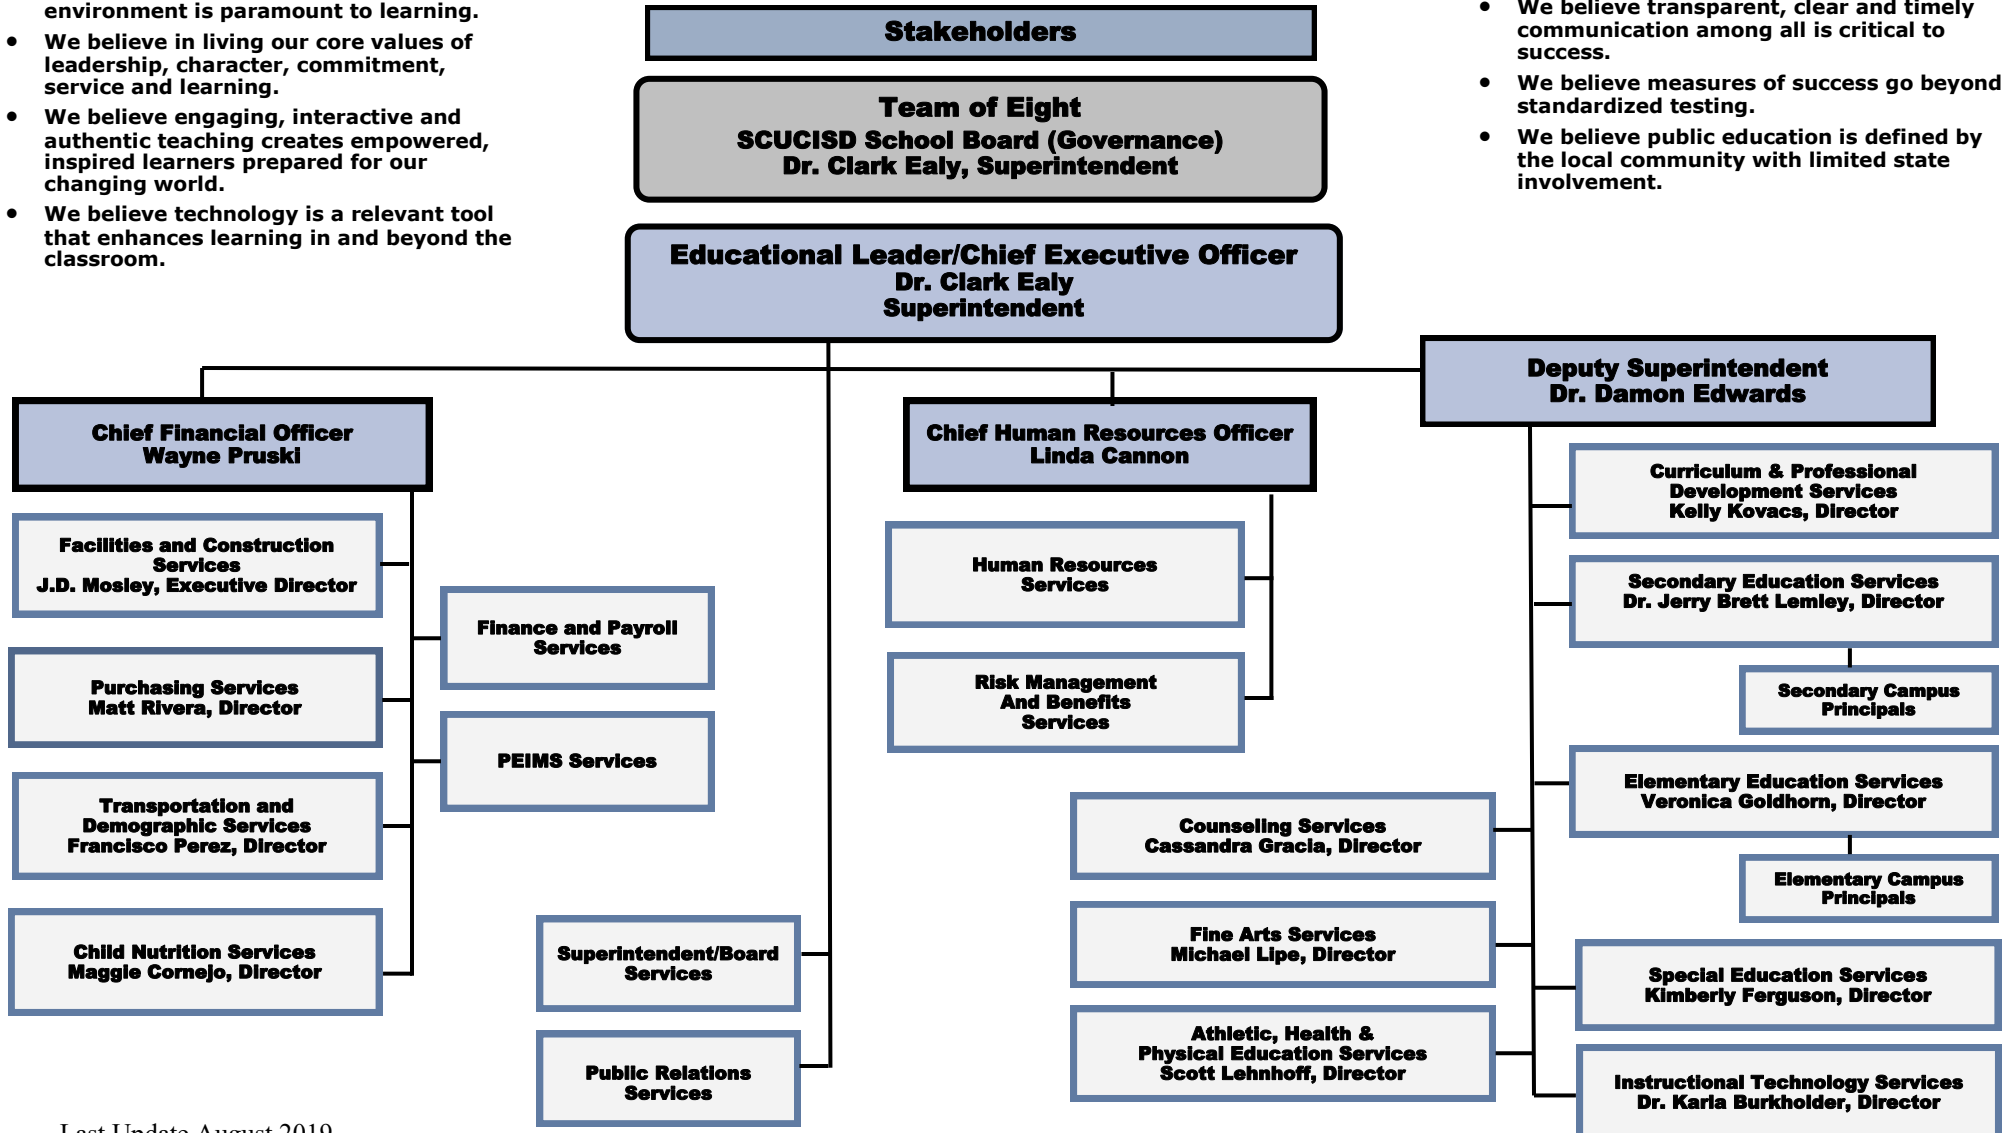 environment is paramount to learning.
• We believe in living our core values of
leadership, character, commitment,
service and learning.
• We believe engaging, interactive and
authentic teaching creates empowered,
inspired learners prepared for our
changing world.
• We believe technology is a relevant tool
that enhances learning in and beyond the
classroom.
Stakeholders
Team of Eight
SCUCISD School Board (Governance)
Dr. Clark Ealy, Superintendent
• We believe transparent, clear and timely
communication among all is critical to
success.
• We believe measures of success go beyond
standardized testing.
• We believe public education is defined by
the local community with limited state
involvement.
Educational Leader/Chief Executive Officer
Dr. Clark Ealy
Superintendent
Chief Financial Officer
Wayne Pruski
Facilities and Construction
Services
J.D. Mosley, Executive Director
Finance and Payroll
Services
Purchasing Services
Matt Rivera, Director
PEIMS Services
Transportation and
Demographic Services
Francisco Perez, Director
Child Nutrition Services
Maggie Cornejo, Director
Superintendent/Board
Services
Public Relations
Services
Chief Human Resources Officer
Linda Cannon
Human Resources
Services
Risk Management
And Benefits
Services
Deputy Superintendent
Dr. Damon Edwards
Curriculum & Professional
Development Services
Kelly Kovacs, Director
Secondary Education Services
Dr. Jerry Brett Lemley, Director
Secondary Campus
Principals
Elementary Education Services
Veronica Goldhorn, Director
Elementary Campus
Principals
Counseling Services
Cassandra Gracia, Director
Fine Arts Services
Michael Lipe, Director
Special Education Services
Kimberly Ferguson, Director
Athletic, Health &
Physical Education Services
Scott Lehnhoff, Director
Instructional Technology Services
Dr. Karla Burkholder, Director
Last Update August 2019